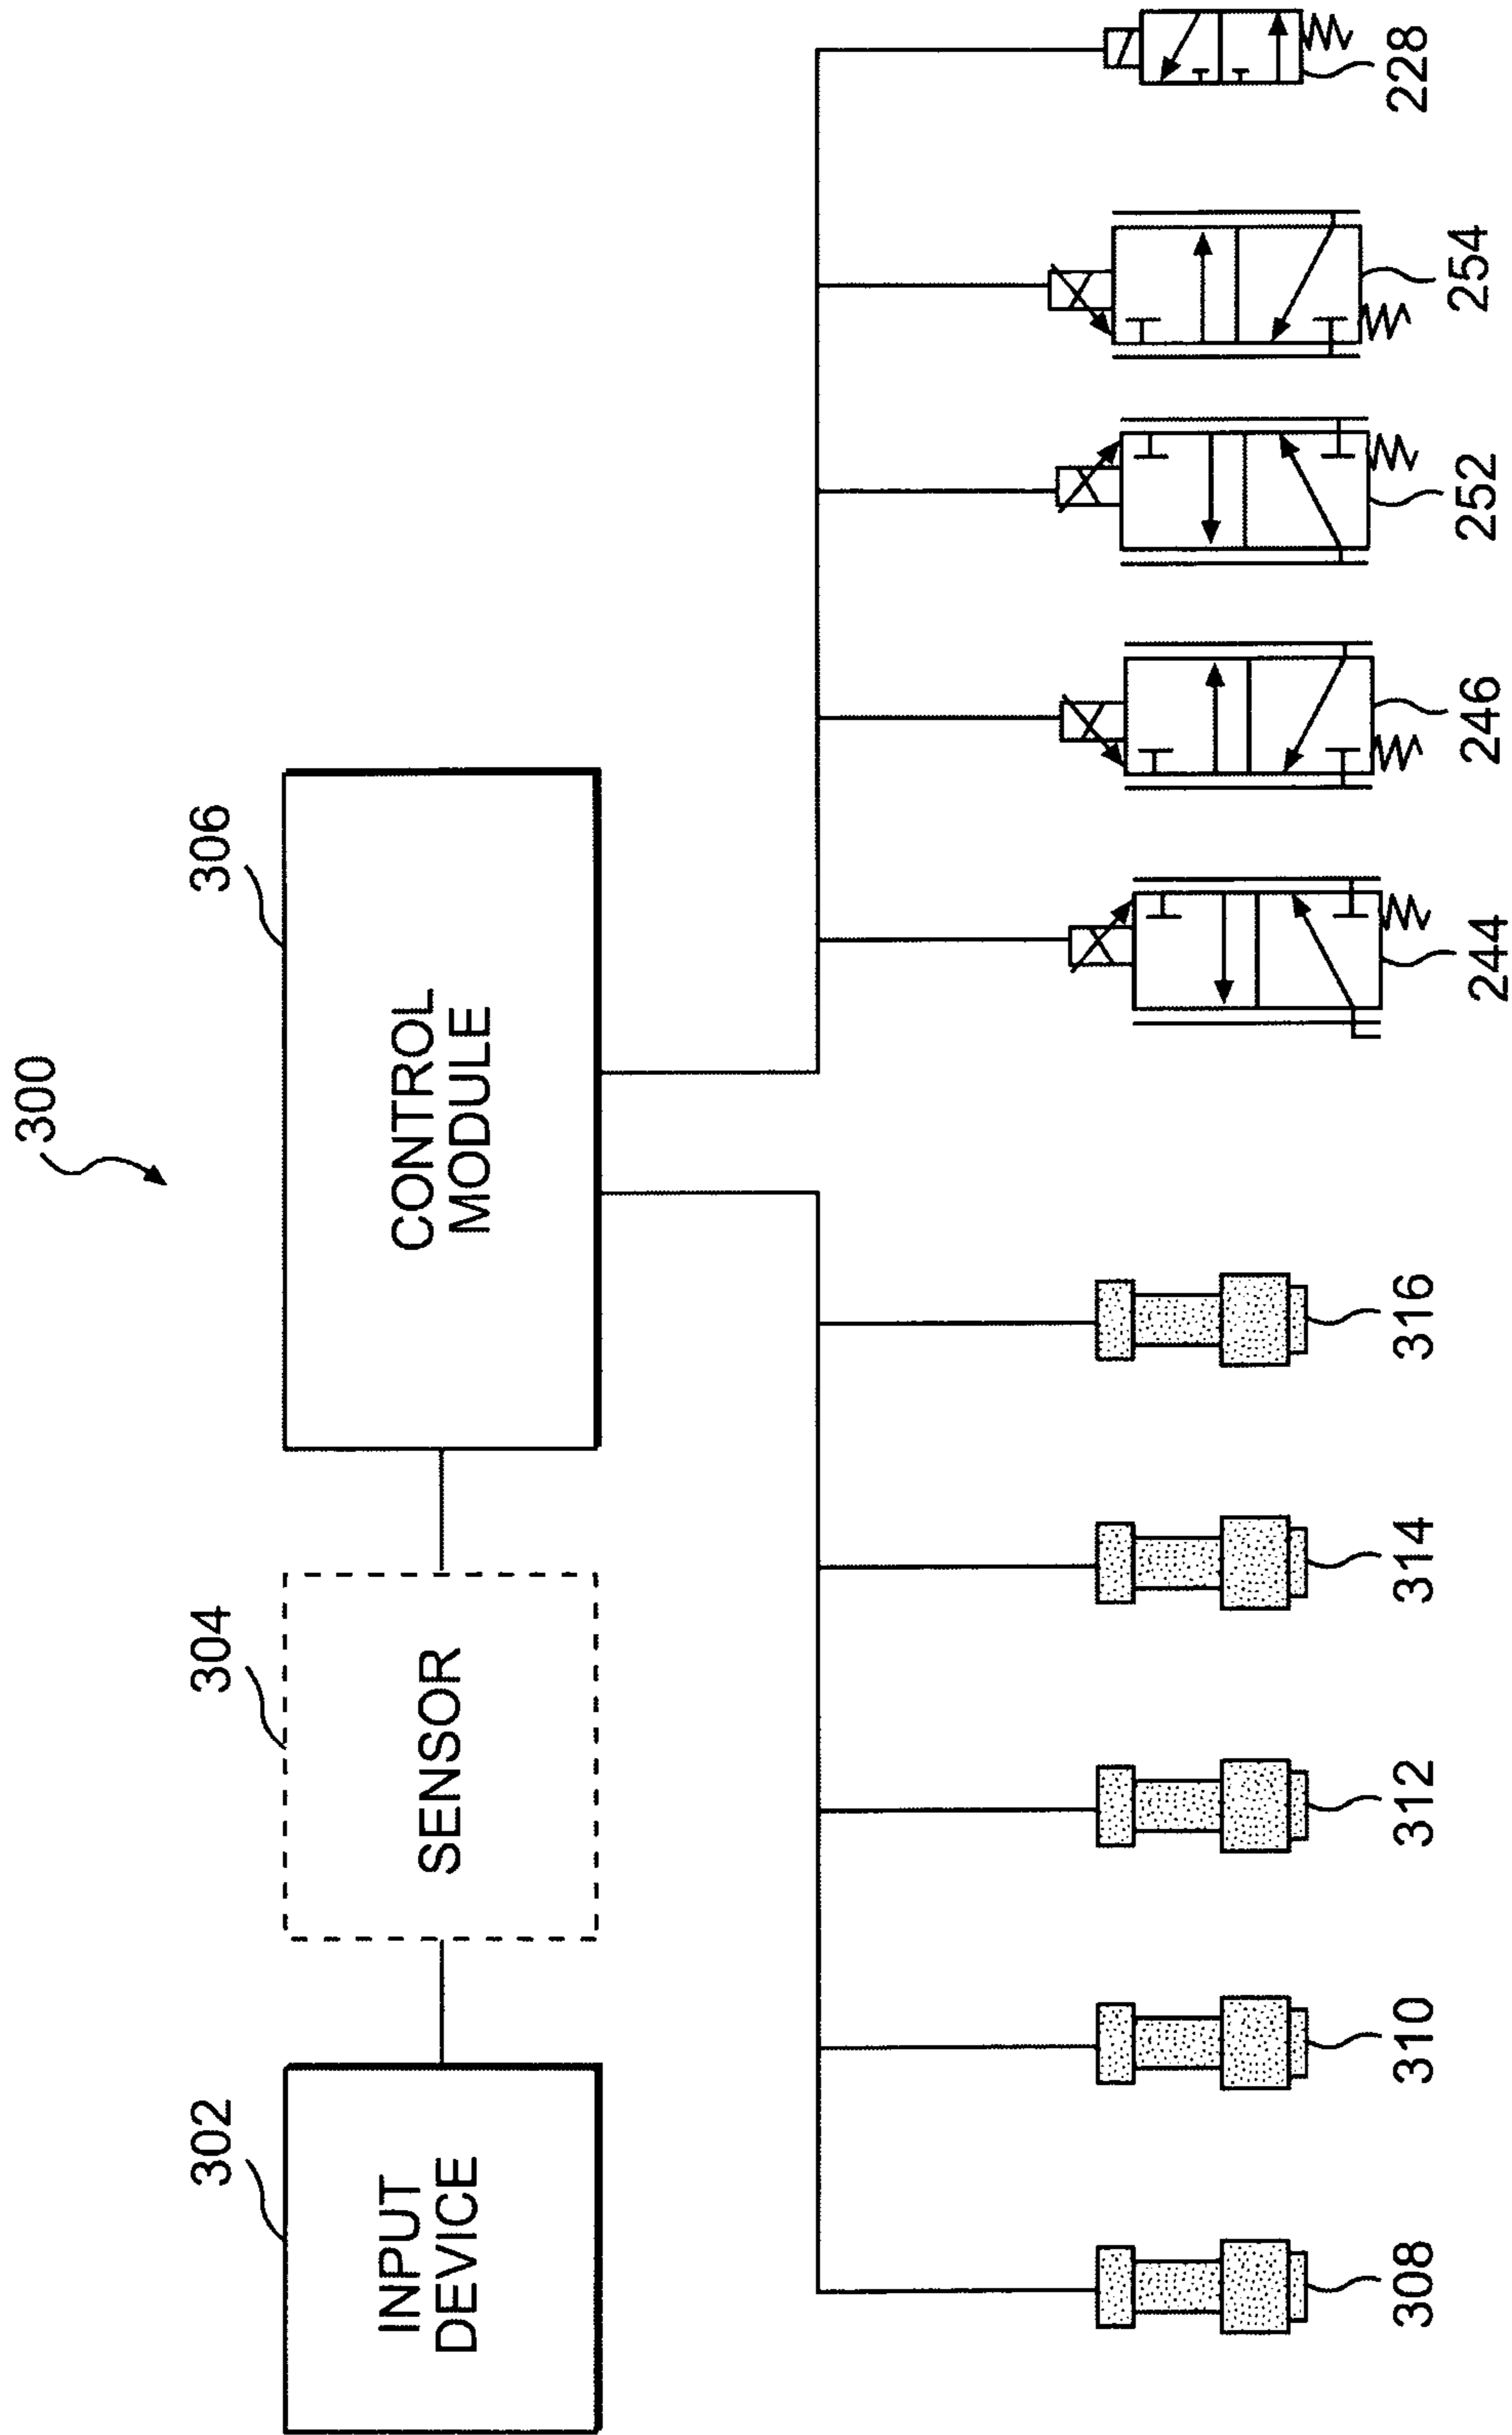 300
302
304
306
INPUT
DEVICE
SENSOR
CONTROL
MODULE
308
310
312
314
316
244
246
252
254
228